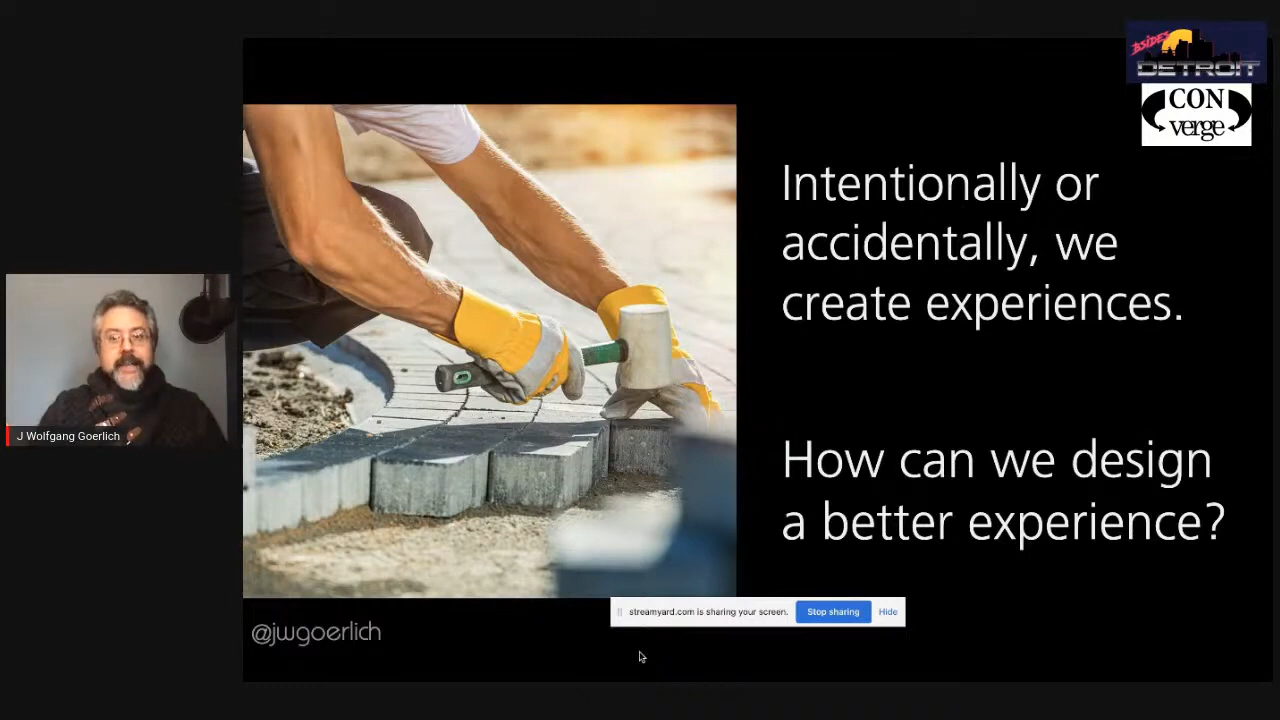 BSIDES
DETROIT
CON
verge
Intentionally or
accidentally, we
create experiences.
How can we design
a better experience?
J Wolfgang Goerlich
streamyard.com is sharing your screen.
Stop sharing
Hide
@jwgoerlich